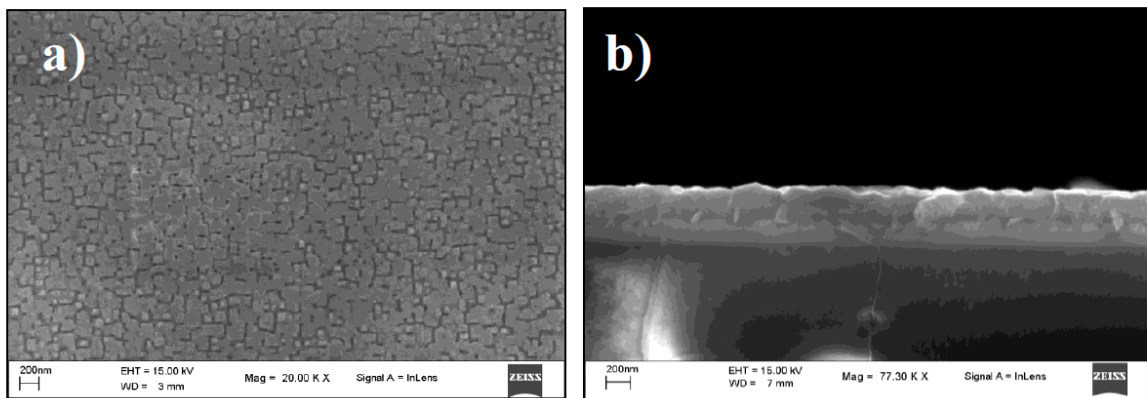 a)
200nm
EHT = 15.00 kV
WD = 3 mm
Mag = 20.00 K X
Signal A = InLens
ZEISS
b)
200nm
EHT = 15.00 kV
WD = 7 mm
Mag = 77.30 K X
Signal A = InLens
ZEISS